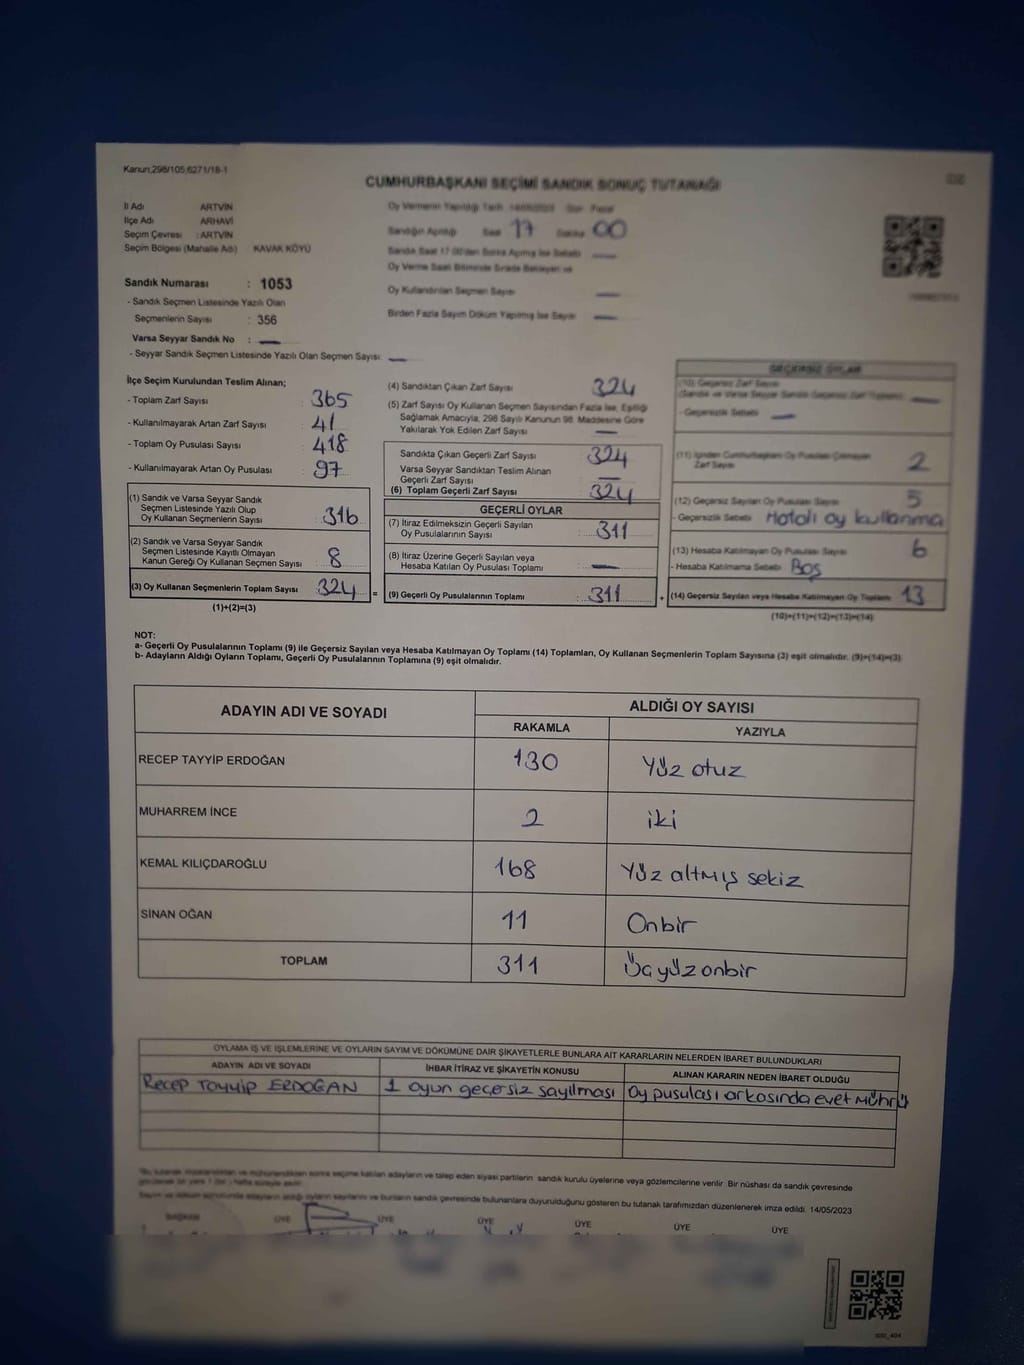 Kanun:298/105;6271/18-1
CUMHURBAŞKANI SEÇİMİ SANDIK SONUÇ TUTANAĞI
İl Adı ARTVİN
İlçe Adı ARHAVİ
Seçim Çevresi : ARTVİN
Seçim Bölgesi (Mahalle Adı) KAVAK KÖYÜ
Oy Vermenin Yapıldığı Tarih 14/05/2023 Gün Pazar
Sandığın Açıldığı Saat 17 Dakika 00
Sandık Saat 17:00'den Sonra Açılmış İse Sebebi
Oy Verme Saati Bitiminde Sırada Bekleyen ve
Oy Kullandırılan Seçmen Sayısı
Birden Fazla Sayım Döküm Yapılmış İse Sayısı
Sandık Numarası : 1053
- Sandık Seçmen Listesinde Yazılı Olan
Seçmenlerin Sayısı : 356
Varsa Seyyar Sandık No :
- Seyyar Sandık Seçmen Listesinde Yazılı Olan Seçmen Sayısı:
İlçe Seçim Kurulundan Teslim Alınan;
- Toplam Zarf Sayısı : 365
- Kullanılmayarak Artan Zarf Sayısı : 41
- Toplam Oy Pusulası Sayısı : 418
- Kullanılmayarak Artan Oy Pusulası : 97
(1) Sandık ve Varsa Seyyar Sandık
Seçmen Listesinde Yazılı Olup
Oy Kullanan Seçmenlerin Sayısı : 316
(2) Sandık ve Varsa Seyyar Sandık
Seçmen Listesinde Kayıtlı Olmayan
Kanun Gereği Oy Kullanan Seçmen Sayısı : 8
(3) Oy Kullanan Seçmenlerin Toplam Sayısı : 324
(1)+(2)=(3)
(4) Sandıktan Çıkan Zarf Sayısı : 324
(5) Zarf Sayısı Oy Kullanan Seçmen Sayısından Fazla İse, Eşitliği
Sağlamak Amacıyla, 298 Sayılı Kanunun 98. Maddesine Göre
Yakılarak Yok Edilen Zarf Sayısı :
Sandıkta Çıkan Geçerli Zarf Sayısı : 324
Varsa Seyyar Sandıktan Teslim Alınan
Geçerli Zarf Sayısı
(6) Toplam Geçerli Zarf Sayısı : 324
GEÇERLİ OYLAR
(7) İtiraz Edilmeksizin Geçerli Sayılan
Oy Pusulalarının Sayısı : 311
(8) İtiraz Üzerine Geçerli Sayılan veya
Hesaba Katılan Oy Pusulası Toplamı :
= (9) Geçerli Oy Pusulalarının Toplamı : 311
GEÇERSİZ OYLAR
(10) Geçersiz Zarf Sayısı
(Sandık ve Varsa Seyyar Sandık Geçersiz Zarf Toplamı)
- Geçersizlik Sebebi
(11) İçinden Cumhurbaşkanı Oy Pusulası Çıkmayan
Zarf Sayısı 2
(12) Geçersiz Sayılan Oy Pusulası Sayısı 5
- Geçersizlik Sebebi Hatalı oy kullanma
(13) Hesaba Katılmayan Oy Pusulası Sayısı 6
- Hesaba Katılmama Sebebi Boş
+ (14) Geçersiz Sayılan veya Hesaba Katılmayan Oy Toplamı 13
(10)+(11)+(12)+(13)=(14)
NOT:
a- Geçerli Oy Pusulalarının Toplamı (9) ile Geçersiz Sayılan veya Hesaba Katılmayan Oy Toplamı (14) Toplamları, Oy Kullanan Seçmenlerin Toplam Sayısına (3) eşit olmalıdır. (9)+(14)=(3)
b- Adayların Aldığı Oyların Toplamı, Geçerli Oy Pusulalarının Toplamına (9) eşit olmalıdır.
ADAYIN ADI VE SOYADI ALDIĞI OY SAYISI
RAKAMLA YAZIYLA
RECEP TAYYİP ERDOĞAN 130 Yüz otuz
MUHARREM İNCE 2 iki
KEMAL KILIÇDAROĞLU 168 Yüz altmış sekiz
SİNAN OĞAN 11 Onbir
TOPLAM 311 Üçyüzonbir
OYLAMA İŞ VE İŞLEMLERİNE VE OYLARIN SAYIM VE DÖKÜMÜNE DAİR ŞİKAYETLERLE BUNLARA AİT KARARLARIN NELERDEN İBARET BULUNDUKLARI
ADAYIN ADI VE SOYADI İHBAR İTİRAZ VE ŞİKAYETİN KONUSU ALINAN KARARIN NEDEN İBARET OLDUĞU
Recep Tayyip ERDOĞAN 1 oyun geçersiz sayılması Oy pusulası arkasında evet mührü
*Bu tutanak sonra seçime katılan adayların ve talep eden siyasi partilerin sandık kurulu üyelerine veya gözlemcilerine verilir. Bir nüshası da sandık çevresinde
ve bunların sandık çevresinde bulunanlara duyurulduğunu gösteren bu tutanak tarafımızdan düzenlenerek imza edildi. 14/05/2023
BAŞKAN ÜYE ÜYE ÜYE ÜYE ÜYE ÜYE